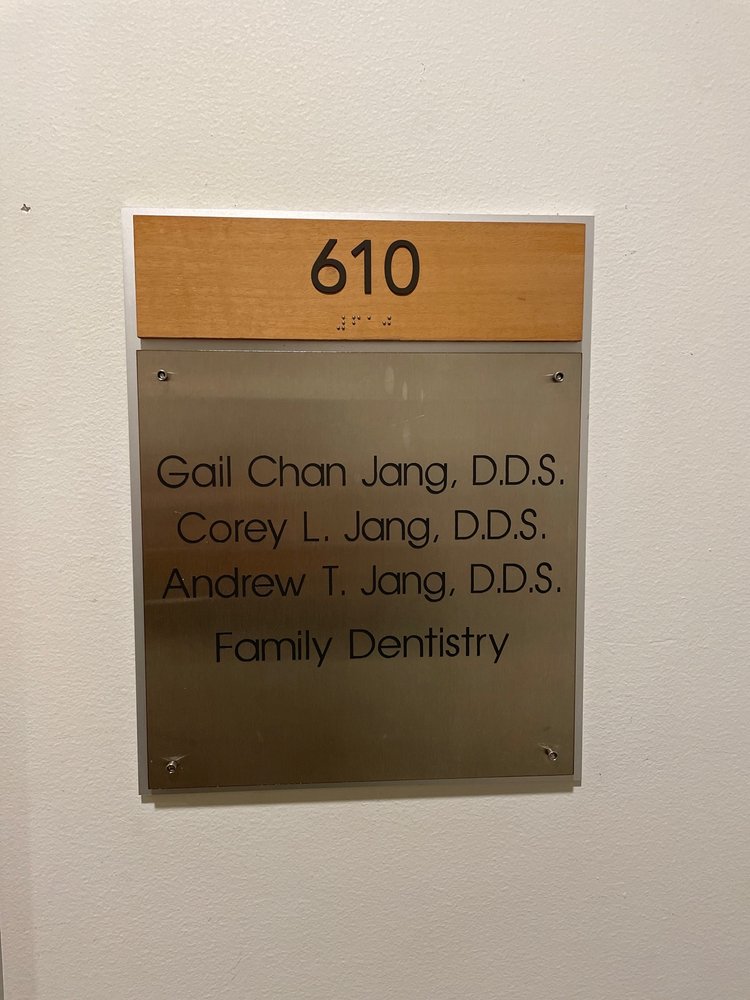 610
⠼⠋⠁⠚
Gail Chan Jang, D.D.S.
Corey L. Jang, D.D.S.
Andrew T. Jang, D.D.S.
Family Dentistry